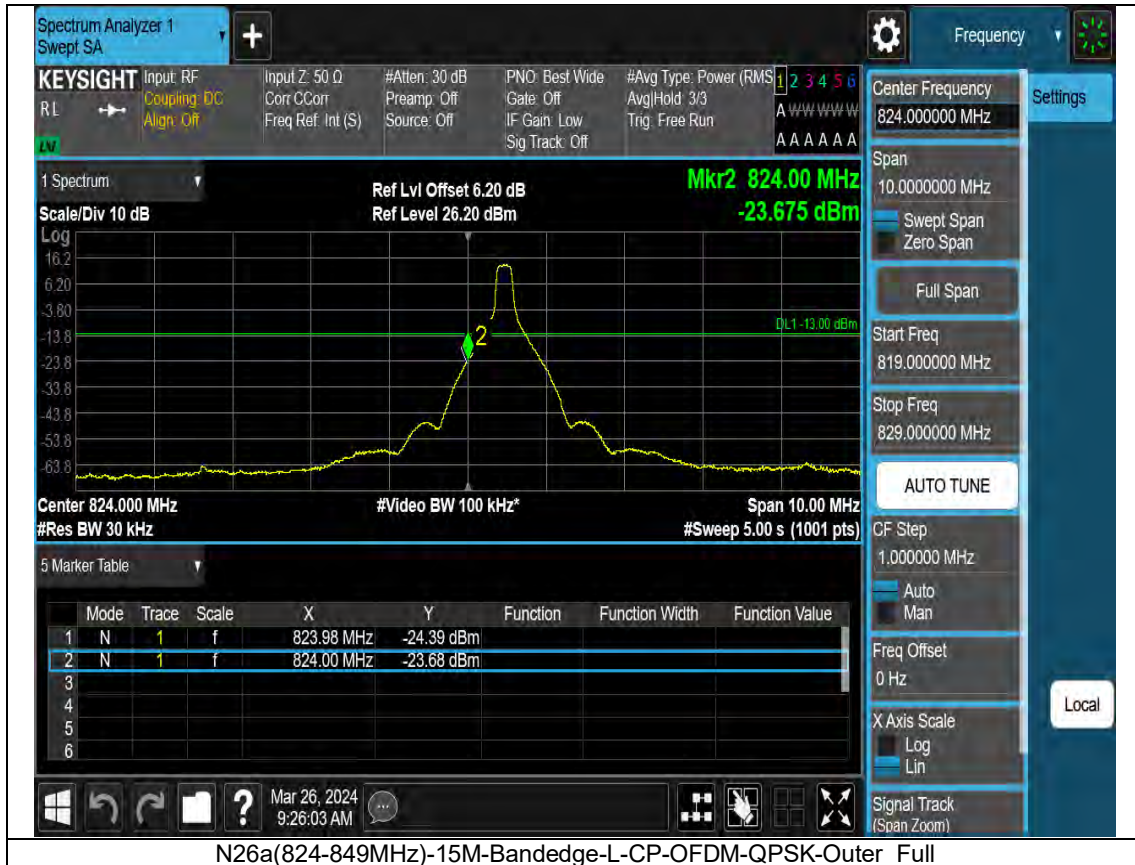 Spectrum Analyzer 1
Swept SA
+
Frequency
KEYSIGHT
RL
Input: RF
Coupling: DC
Align: Off
Input Z: 50 Ω
Corr CCorr
Freq Ref: Int (S)
#Atten: 30 dB
Preamp: Off
Source: Off
PNO: Best Wide
Gate: Off
IF Gain: Low
Sig Track: Off
#Avg Type: Power (RMS
Avg|Hold: 3/3
Trig: Free Run
1 2 3 4 5 6
A W W W W W
A A A A A A
Settings
Center Frequency
824.000000 MHz
Span
10.0000000 MHz
Swept Span
Zero Span
Full Span
Start Freq
819.000000 MHz
Stop Freq
829.000000 MHz
AUTO TUNE
CF Step
1.000000 MHz
Auto
Man
Freq Offset
0 Hz
X Axis Scale
Log
Lin
Signal Track
(Span Zoom)
Local
1 Spectrum
Scale/Div 10 dB
Ref Lvl Offset 6.20 dB
Ref Level 26.20 dBm
Mkr2 824.00 MHz
-23.675 dBm
Log
16.2
6.20
-3.80
-13.8
-23.8
-33.8
-43.8
-53.8
-63.8
DL1 -13.00 dBm
2
Center 824.000 MHz
#Res BW 30 kHz
#Video BW 100 kHz*
Span 10.00 MHz
#Sweep 5.00 s (1001 pts)
5 Marker Table
Mode Trace Scale X Y Function Function Width Function Value
1 N 1 f 823.98 MHz -24.39 dBm
2 N 1 f 824.00 MHz -23.68 dBm
3
4
5
6
?
Mar 26, 2024
9:26:03 AM
N26a(824-849MHz)-15M-Bandedge-L-CP-OFDM-QPSK-Outer_Full